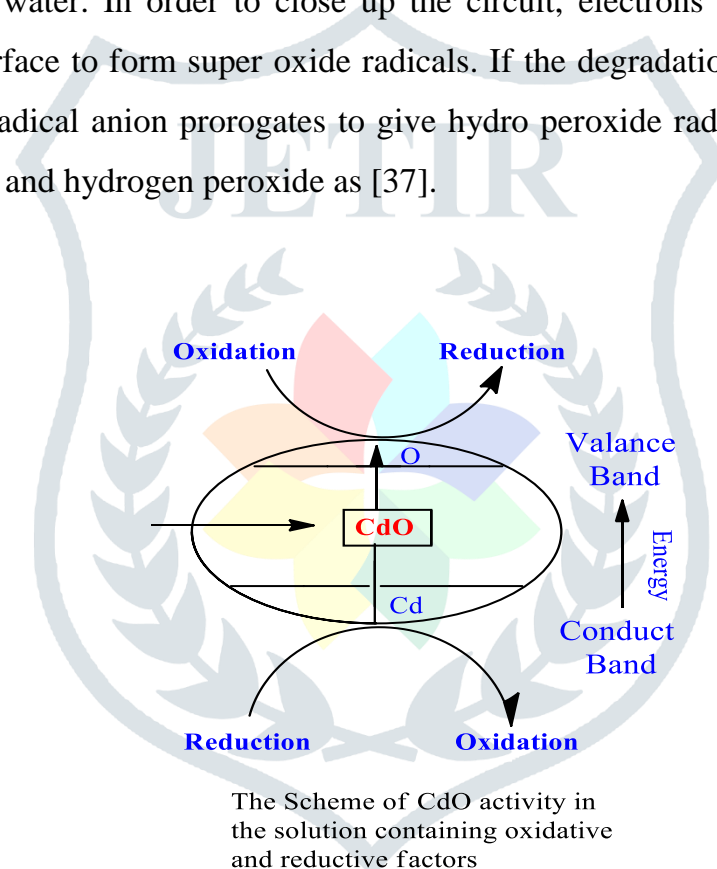 water. In order to close up the circuit, electrons
rface to form super oxide radicals. If the degradatio
adical anion prorogates to give hydro peroxide rad
and hydrogen peroxide as [37].
JETIR
Oxidation
Reduction
O
Valance
Band
CdO
Energy
Cd
Conduct
Band
Reduction
Oxidation
The Scheme of CdO activity in
the solution containing oxidative
and reductive factors